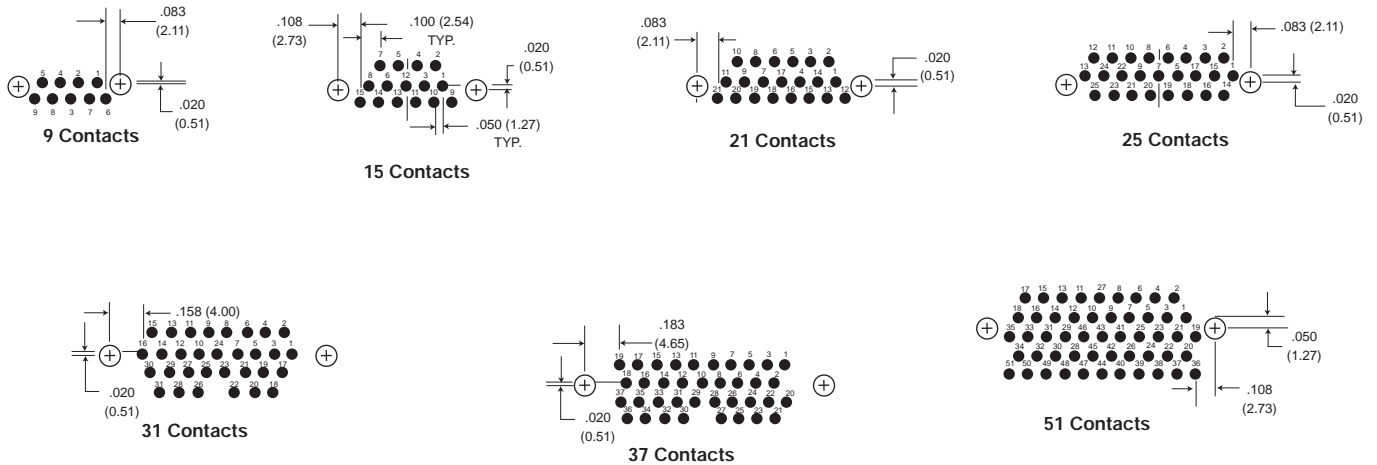 .083
(2.11)
5 4 2 1
9 8 3 7 6
.020
(0.51)
9 Contacts
.108
(2.73)
.100 (2.54)
TYP.
7 5 4 2
8 6 12 3 1
15 14 13 11 10 9
.020
(0.51)
.050 (1.27)
TYP.
15 Contacts
.083
(2.11)
10 8 6 5 3 2
11 9 7 17 4 14 1
21 20 19 18 16 15 13 12
.020
(0.51)
21 Contacts
.083 (2.11)
12 11 10 8 6 4 3 2
13 24 22 9 7 5 17 15 1
25 23 21 20 19 18 16 14
.020
(0.51)
25 Contacts
.158 (4.00)
15 13 11 9 8 6 4 2
16 14 12 10 24 7 5 3 1
30 29 27 25 23 21 19 17
31 28 26 22 20 18
.020
(0.51)
31 Contacts
.183
(4.65)
19 17 15 13 11 9 7 5 3 1
18 16 14 12 10 8 6 4 2
37 35 33 31 29 28 26 24 22 20
36 34 32 30 27 25 23 21
.020
(0.51)
37 Contacts
17 15 13 11 27 8 6 4 2
18 16 14 12 10 9 7 5 3 1
35 33 31 29 46 43 41 25 23 21 19
34 32 30 28 45 42 26 24 22 20
51 50 49 48 47 44 40 39 38 37 36
.050
(1.27)
.108
(2.73)
51 Contacts